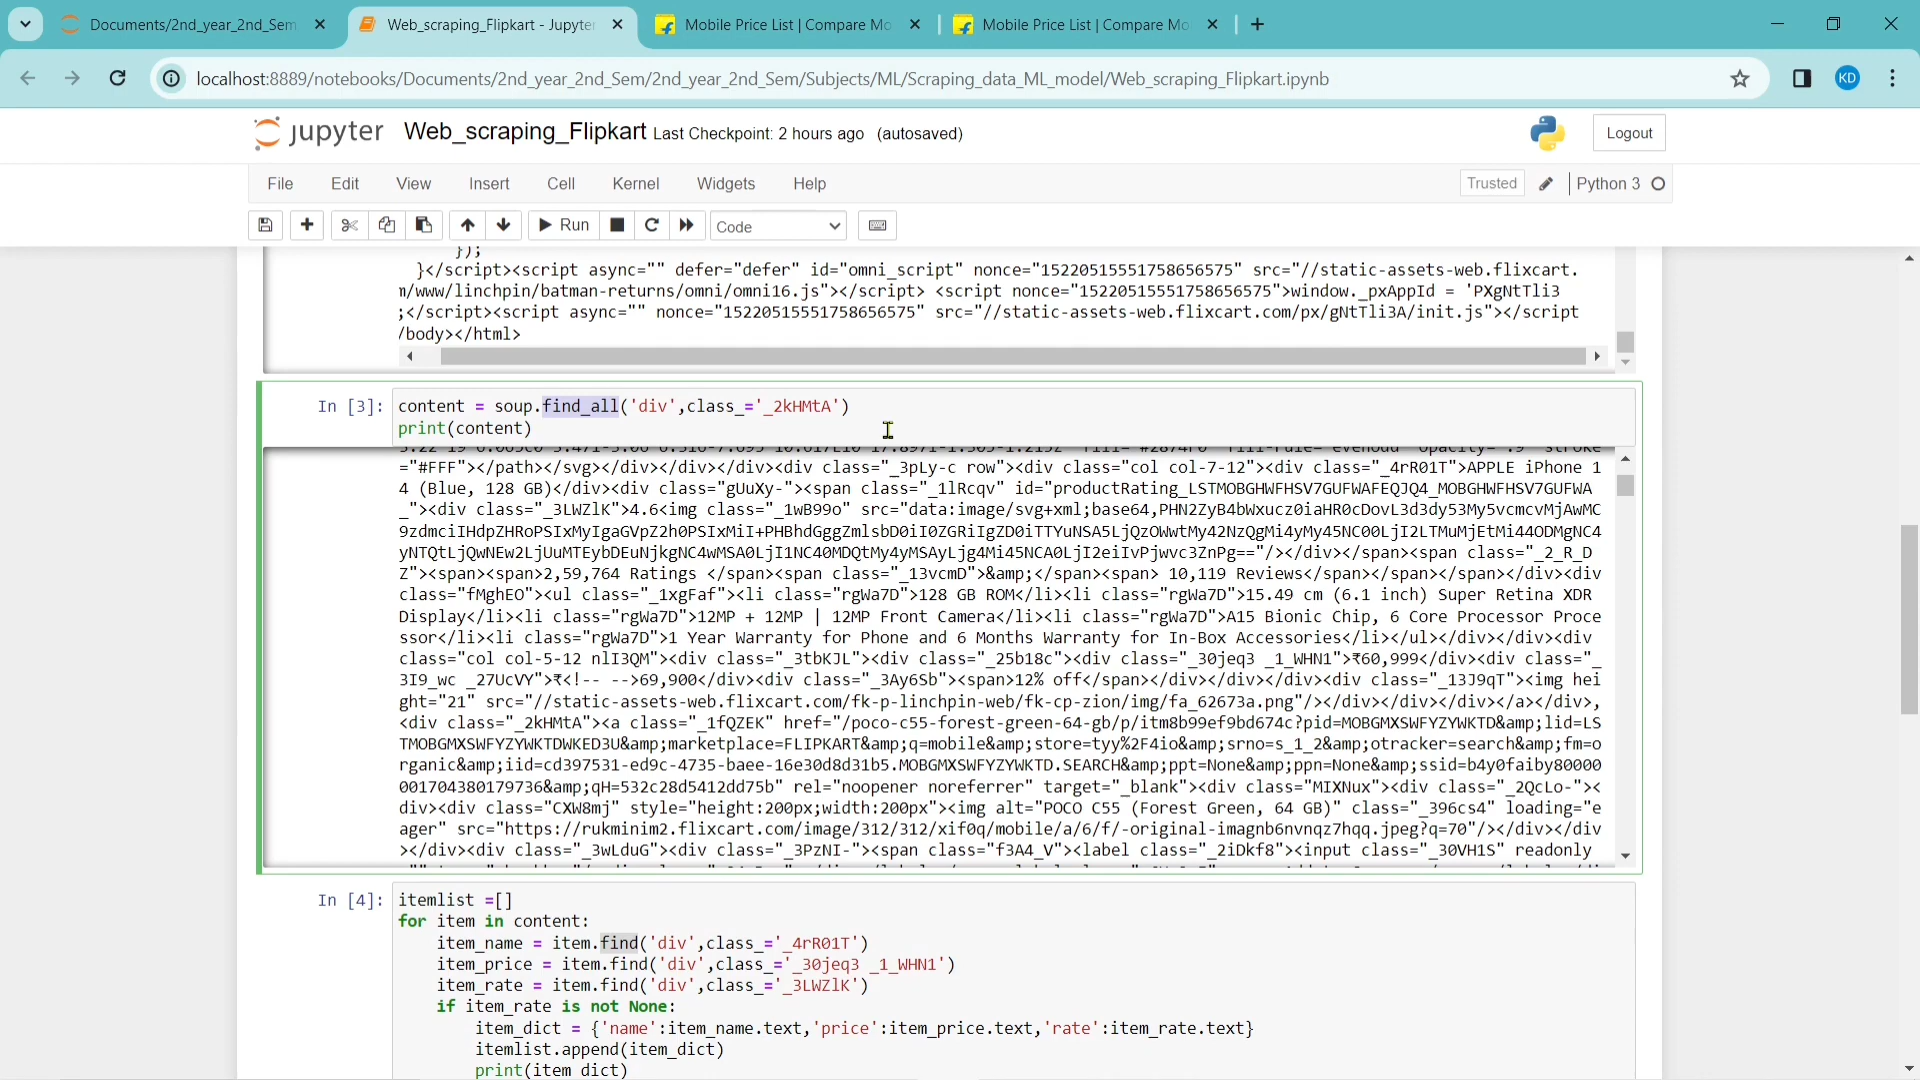 Documents/2nd_year_2nd_Sem
Web_scraping_Flipkart - Jupyter
Mobile Price List | Compare Mo
Mobile Price List | Compare Mo
localhost:8889/notebooks/Documents/2nd_year_2nd_Sem/2nd_year_2nd_Sem/Subjects/ML/Scraping_data_ML_model/Web_scraping_Flipkart.ipynb
KD
jupyter Web_scraping_Flipkart Last Checkpoint: 2 hours ago (autosaved)
Logout
File Edit View Insert Cell Kernel Widgets Help
Trusted Python 3
Run Code
});
}</script><script async="" defer="defer" id="omni_script" nonce="15220515551758656575" src="//static-assets-web.flixcart.
m/www/linchpin/batman-returns/omni/omni16.js"></script> <script nonce="15220515551758656575">window._pxAppId = 'PXgNtTli3
;</script><script async="" nonce="15220515551758656575" src="//static-assets-web.flixcart.com/px/gNtTli3A/init.js"></script
/body></html>
In [3]: content = soup.find_all('div',class_='_2kHMtA')
print(content)
="#FFF"></path></svg></div></div></div><div class="_3pLy-c row"><div class="col col-7-12"><div class="_4rR01T">APPLE iPhone 1
4 (Blue, 128 GB)</div><div class="gUuXy-"><span class="_1lRcqv" id="productRating_LSTMOBGHWFHSV7GUFWAFEQJQ4_MOBGHWFHSV7GUFWA
_"><div class="_3LWZlK">4.6<img class="_1wB99o" src="data:image/svg+xml;base64,PHN2ZyB4bWxucz0iaHR0cDovL3d3dy53My5vcmcvMjAwMC
9zdmciIHdpZHRoPSIxMyIgaGVpZ2h0PSIxMiI+PHBhdGggZmlsbD0iI0ZGRiIgZD0iTTYuNSA5LjQzOWwtMy42NzQgMi4yMy45NC00LjI2LTMuMjEtMi44ODMgNC4
yNTQtLjQwNEw2LjUuMTEybDEuNjkgNC4wMSA0LjI1NC40MDQtMy4yMSAyLjg4Mi45NCA0LjI2eiIvPjwvc3ZnPg=="/></div></span><span class="_2_R_D
Z"><span><span>2,59,764 Ratings </span><span class="_13vcmD">&amp;</span><span> 10,119 Reviews</span></span></span></div><div
class="fMghEO"><ul class="_1xgFaf"><li class="rgWa7D">128 GB ROM</li><li class="rgWa7D">15.49 cm (6.1 inch) Super Retina XDR
Display</li><li class="rgWa7D">12MP + 12MP | 12MP Front Camera</li><li class="rgWa7D">A15 Bionic Chip, 6 Core Processor Proce
ssor</li><li class="rgWa7D">1 Year Warranty for Phone and 6 Months Warranty for In-Box Accessories</li></ul></div></div><div
class="col col-5-12 nlI3QM"><div class="_3tbKJL"><div class="_25b18c"><div class="_30jeq3 _1_WHN1">₹60,999</div><div class="_
3I9_wc _27UcVY">₹<!-- -->69,900</div><div class="_3Ay6Sb"><span>12% off</span></div></div></div><div class="_13J9qT"><img hei
ght="21" src="//static-assets-web.flixcart.com/fk-p-linchpin-web/fk-cp-zion/img/fa_62673a.png"/></div></div></div></a></div>,
<div class="_2kHMtA"><a class="_1fQZEK" href="/poco-c55-forest-green-64-gb/p/itm8b99ef9bd674c?pid=MOBGMXSWFYZYWKTD&amp;lid=LS
TMOBGMXSWFYZYWKTDWKED3U&amp;marketplace=FLIPKART&amp;q=mobile&amp;store=tyy%2F4io&amp;srno=s_1_2&amp;otracker=search&amp;fm=o
rganic&amp;iid=cd397531-ed9c-4735-baee-16e30d8d31b5.MOBGMXSWFYZYWKTD.SEARCH&amp;ppt=None&amp;ppn=None&amp;ssid=b4y0faiby80000
001704380179736&amp;qH=532c28d5412dd75b" rel="noopener noreferrer" target="_blank"><div class="MIXNux"><div class="_2QcLo-"><
div><div class="CXW8mj" style="height:200px;width:200px"><img alt="POCO C55 (Forest Green, 64 GB)" class="_396cs4" loading="e
ager" src="https://rukminim2.flixcart.com/image/312/312/xif0q/mobile/a/6/f/-original-imagnb6nvnqz7hqq.jpeg?q=70"/></div></div
></div><div class="_3wLduG"><div class="_3PzNI-"><span class="f3A4_V"><label class="_2iDkf8"><input class="_30VH1S" readonly
In [4]: itemlist =[]
for item in content:
item_name = item.find('div',class_='_4rR01T')
item_price = item.find('div',class_='_30jeq3 _1_WHN1')
item_rate = item.find('div',class_='_3LWZlK')
if item_rate is not None:
item_dict = {'name':item_name.text,'price':item_price.text,'rate':item_rate.text}
itemlist.append(item_dict)
print(item_dict)